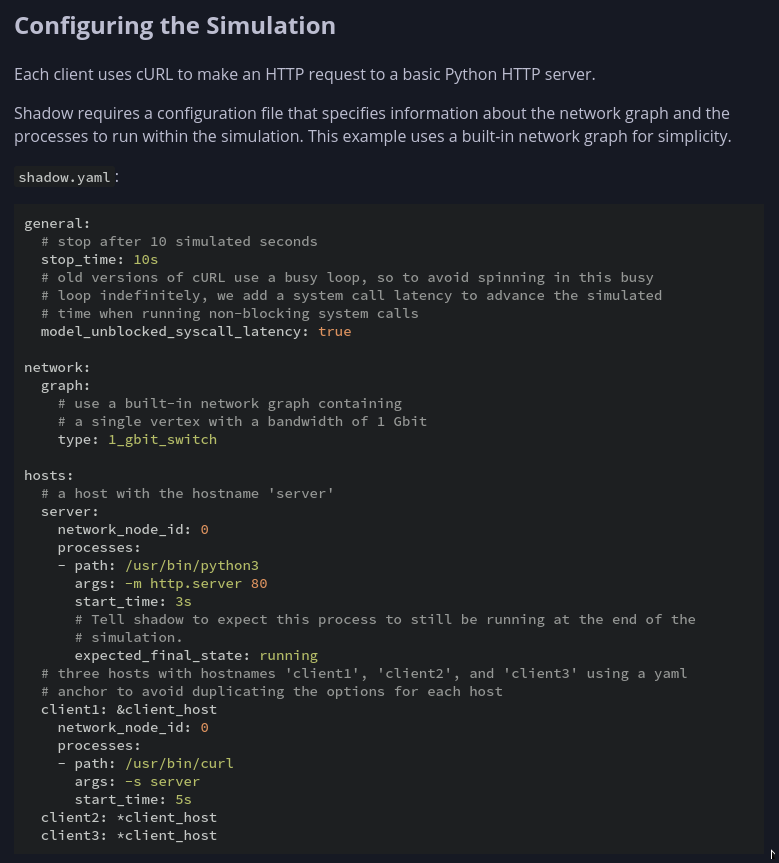 Configuring the Simulation
Each client uses cURL to make an HTTP request to a basic Python HTTP server.
Shadow requires a configuration file that specifies information about the network graph and the
processes to run within the simulation. This example uses a built-in network graph for simplicity.
shadow.yaml:
general:
  # stop after 10 simulated seconds
  stop_time: 10s
  # old versions of cURL use a busy loop, so to avoid spinning in this busy
  # loop indefinitely, we add a system call latency to advance the simulated
  # time when running non-blocking system calls
  model_unblocked_syscall_latency: true

network:
  graph:
    # use a built-in network graph containing
    # a single vertex with a bandwidth of 1 Gbit
    type: 1_gbit_switch

hosts:
  # a host with the hostname 'server'
  server:
    network_node_id: 0
    processes:
    - path: /usr/bin/python3
      args: -m http.server 80
      start_time: 3s
      # Tell shadow to expect this process to still be running at the end of the
      # simulation.
      expected_final_state: running
  # three hosts with hostnames 'client1', 'client2', and 'client3' using a yaml
  # anchor to avoid duplicating the options for each host
  client1: &client_host
    network_node_id: 0
    processes:
    - path: /usr/bin/curl
      args: -s server
      start_time: 5s
  client2: *client_host
  client3: *client_host